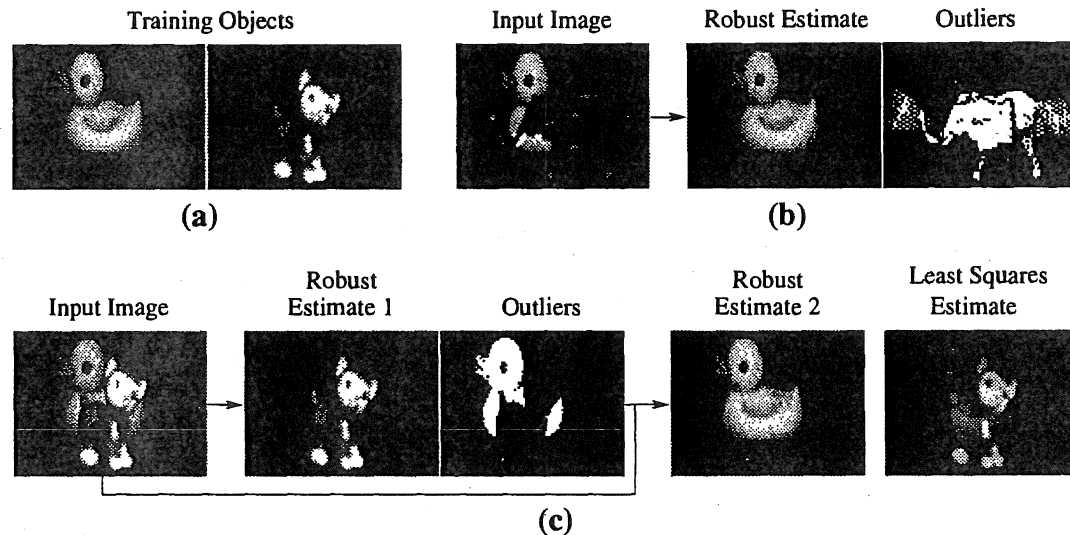 Training Objects
Input Image
Robust Estimate
Outliers
(a)
(b)
Input Image
Robust
Estimate 1
Outliers
Robust
Estimate 2
Least Squares
Estimate
(c)